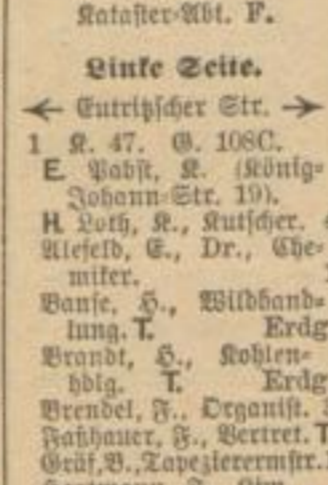 Kataster-Abt. F.
Linke Seite.
← Eutritzscher Str. →
1 K. 47. G. 108C.
E. Pabst, K. (König-
Johann-Str. 19).
H. Loth, K., Kutscher.
Alefeld, E., Dr., Che-
miker.
Banse, H., Wildhand-
lung. T. Erdg
Brandt, H., Kohlen-
hdlg. T. Erdg
Brendel, F., Organist.
Faßhauer, F., Vertret. T
Gräf, B., Tapezierermstr.